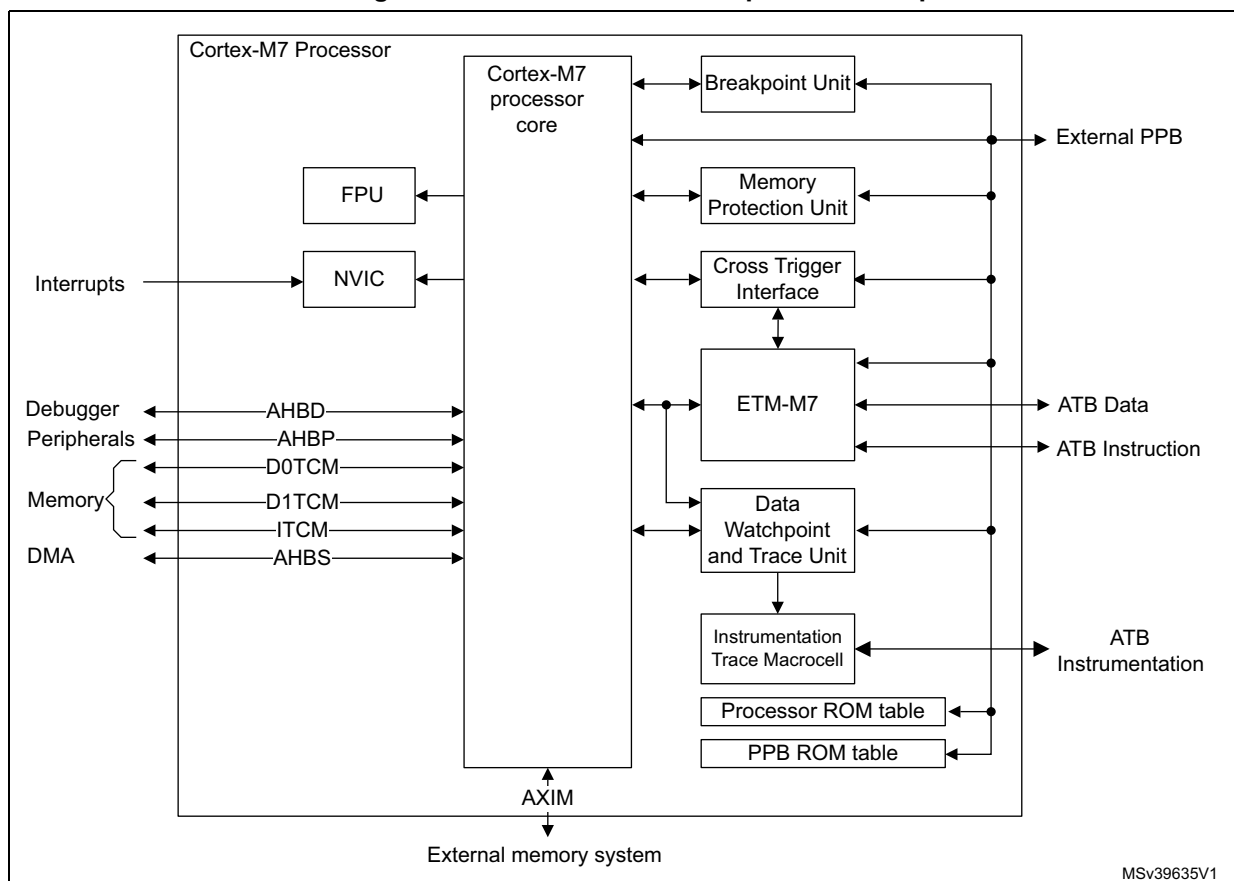 Cortex-M7 Processor
Cortex-M7
processor
core
Breakpoint Unit
External PPB
FPU
Memory
Protection Unit
Interrupts
NVIC
Cross Trigger
Interface
Debugger
AHBD
ETM-M7
ATB Data
Peripherals
AHBP
ATB Instruction
D0TCM
Memory
D1TCM
ITCM
Data
Watchpoint
and Trace Unit
DMA
AHBS
Instrumentation
Trace Macrocell
ATB
Instrumentation
Processor ROM table
PPB ROM table
AXIM
External memory system
MSv39635V1